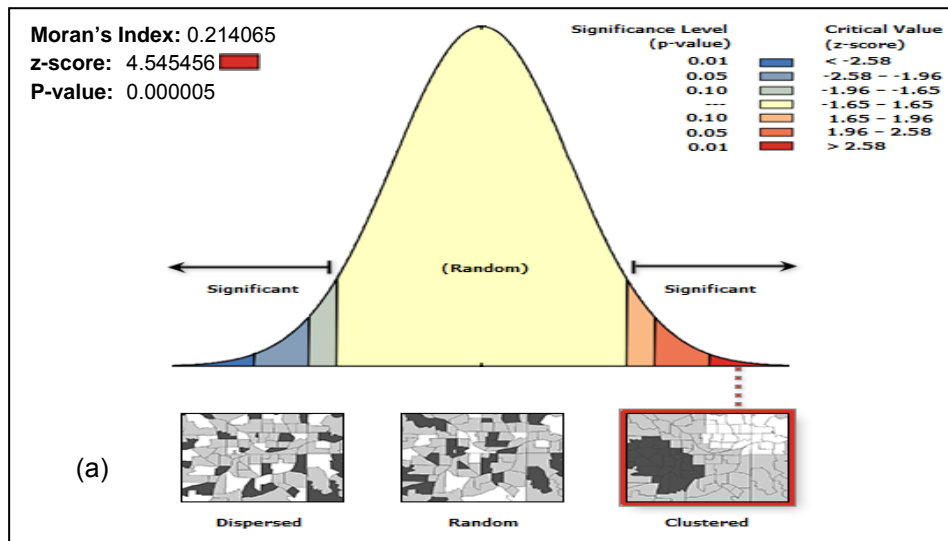 Moran's Index: 0.214065
z-score: 4.545456
P-value: 0.000005
Significance Level
(p-value)
Critical Value
(z-score)
0.01 < -2.58
0.05 -2.58 – -1.96
0.10 -1.96 – -1.65
--- -1.65 – 1.65
0.10 1.65 – 1.96
0.05 1.96 – 2.58
0.01 > 2.58
(Random)
Significant
Significant
(a)
Dispersed
Random
Clustered